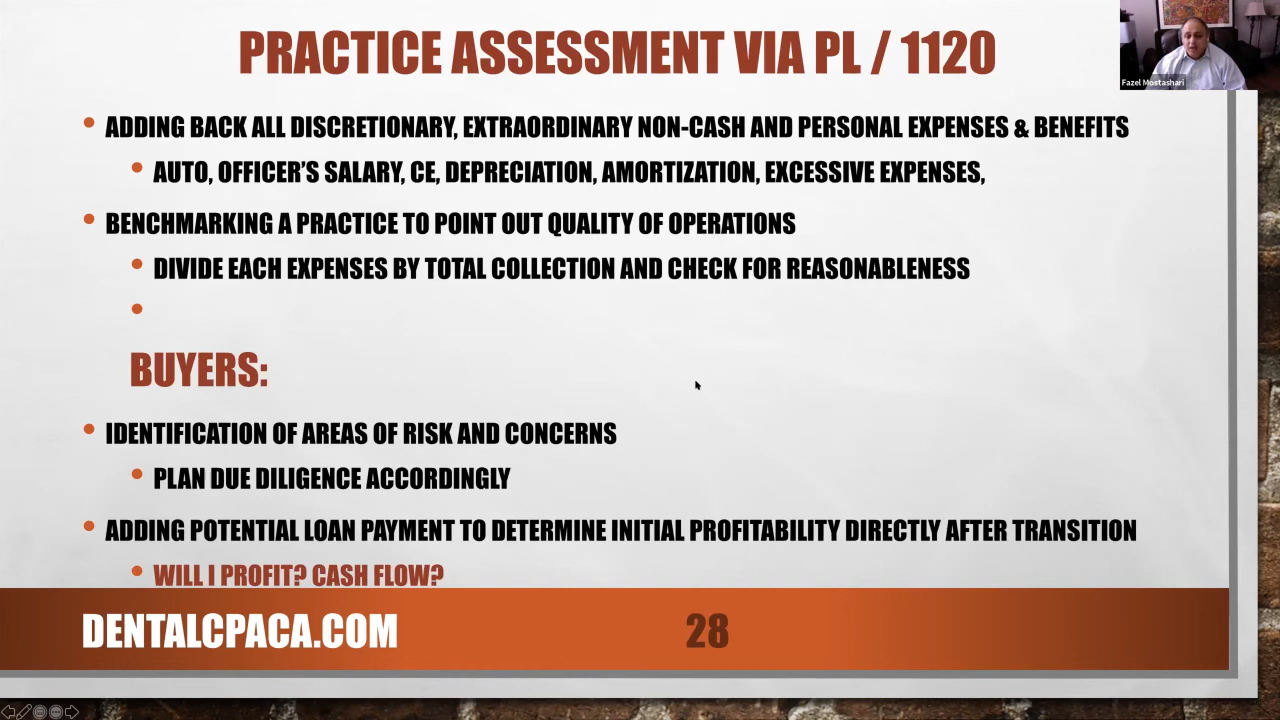 PRACTICE ASSESSMENT VIA PL / 1120
Fazel Mostashari
• ADDING BACK ALL DISCRETIONARY, EXTRAORDINARY NON-CASH AND PERSONAL EXPENSES & BENEFITS
• AUTO, OFFICER'S SALARY, CE, DEPRECIATION, AMORTIZATION, EXCESSIVE EXPENSES,
• BENCHMARKING A PRACTICE TO POINT OUT QUALITY OF OPERATIONS
• DIVIDE EACH EXPENSES BY TOTAL COLLECTION AND CHECK FOR REASONABLENESS
•
BUYERS:
• IDENTIFICATION OF AREAS OF RISK AND CONCERNS
• PLAN DUE DILIGENCE ACCORDINGLY
• ADDING POTENTIAL LOAN PAYMENT TO DETERMINE INITIAL PROFITABILITY DIRECTLY AFTER TRANSITION
• WILL I PROFIT? CASH FLOW?
DENTALCPACA.COM
28